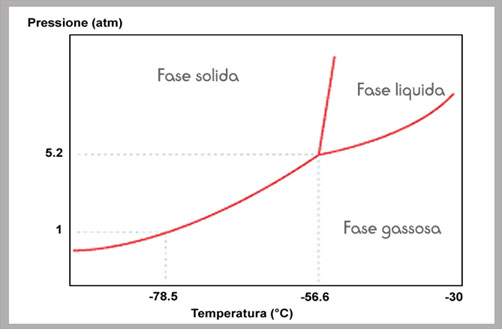 Pressione (atm)
Fase solida
Fase liquida
5.2
1
Fase gassosa
-78.5
-56.6
-30
Temperatura (°C)